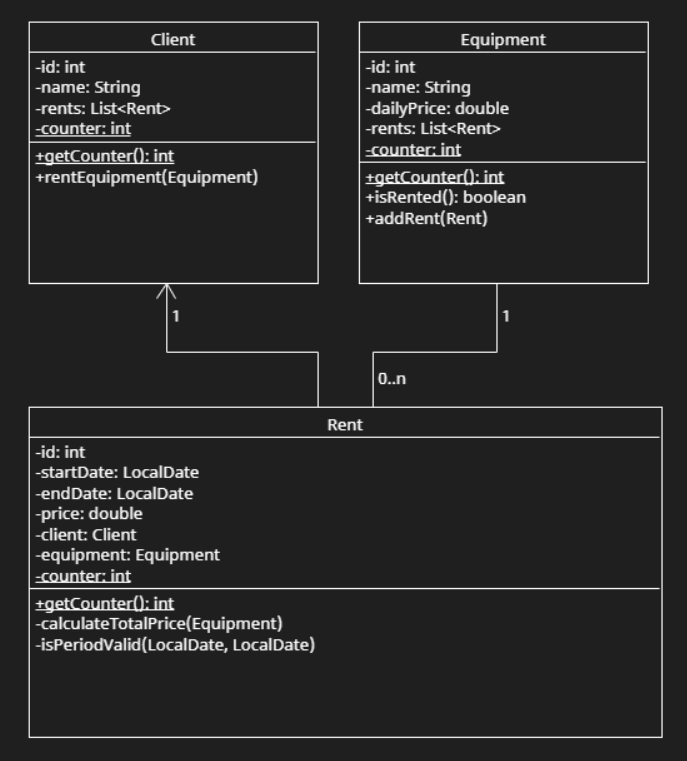 Client
-id: int
-name: String
-rents: List<Rent>
-counter: int
+getCounter(): int
+rentEquipment(Equipment)
Equipment
-id: int
-name: String
-dailyPrice: double
-rents: List<Rent>
-counter: int
+getCounter(): int
+isRented(): boolean
+addRent(Rent)
1
1
0..n
Rent
-id: int
-startDate: LocalDate
-endDate: LocalDate
-price: double
-client: Client
-equipment: Equipment
-counter: int
+getCounter(): int
-calculateTotalPrice(Equipment)
-isPeriodValid(LocalDate, LocalDate)